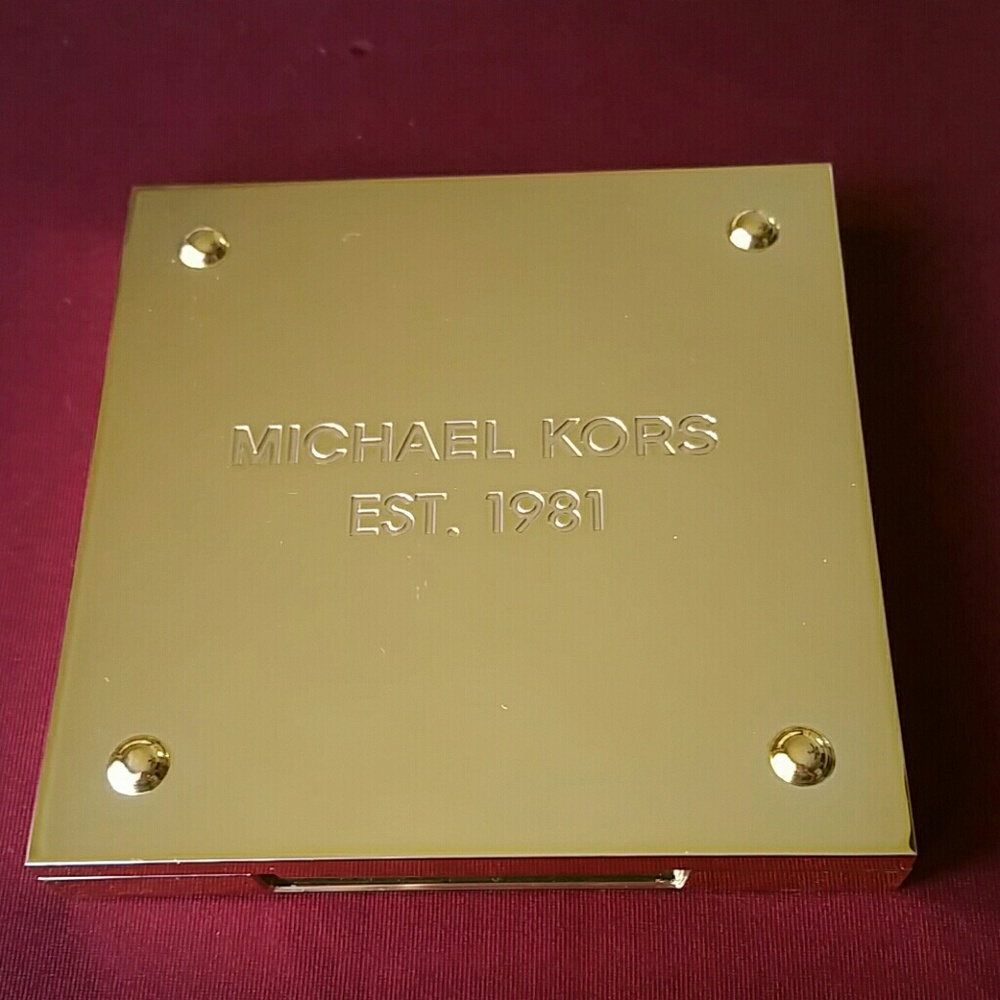 MICHAEL KORS
EST. 1981